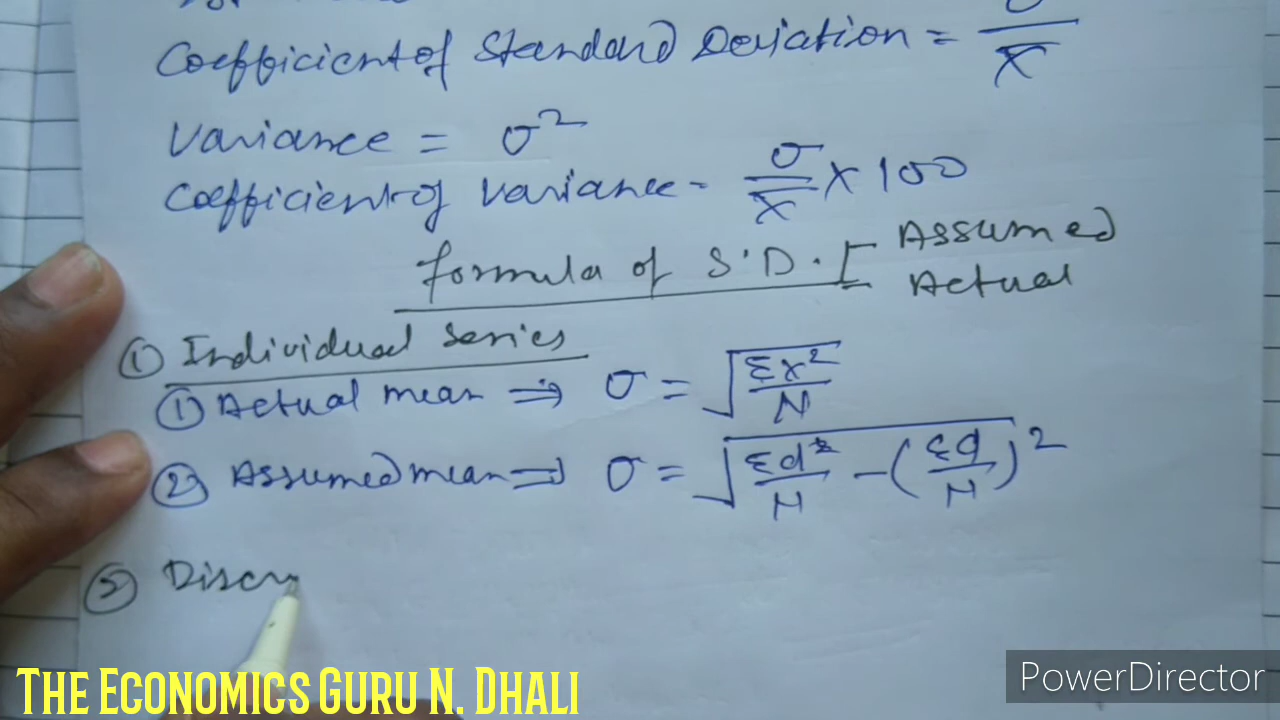 Coefficient of Standard Deviation = σ/x̄
Variance = σ²
Coefficient of variance - σ/x̄ × 100
formula of S.D. [ Assumed
Actual
① Individual series
① Actual mean ⇒ σ = √(Σx²/N)
② Assumed mean ⇒ σ = √(Σd²/N - (Σd/N)²)
② Discr
THE ECONOMICS GURU N. DHALI
PowerDirector